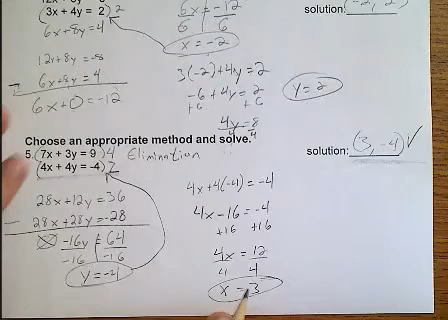 (3x + 4y = 2) 2
6x + 8y = 4
12x + 8y = -8
- 6x + 8y = 4
6x + 0 = -12
6x = -12
6 6
x = -2
3(-2) + 4y = 2
-6 + 4y = 2
+6 +6
4y = 8
4 4
y = 2
solution: (-2, 2)
Choose an appropriate method and solve.
5. (7x + 3y = 9) 4 Elimination
(4x + 4y = -4) 7
solution: (3, -4) ✓
28x + 12y = 36
- 28x + 28y = -28
-16y = 64
-16 -16
y = -4
4x + 4(-4) = -4
4x - 16 = -4
+16 +16
4x = 12
4 4
x = 3